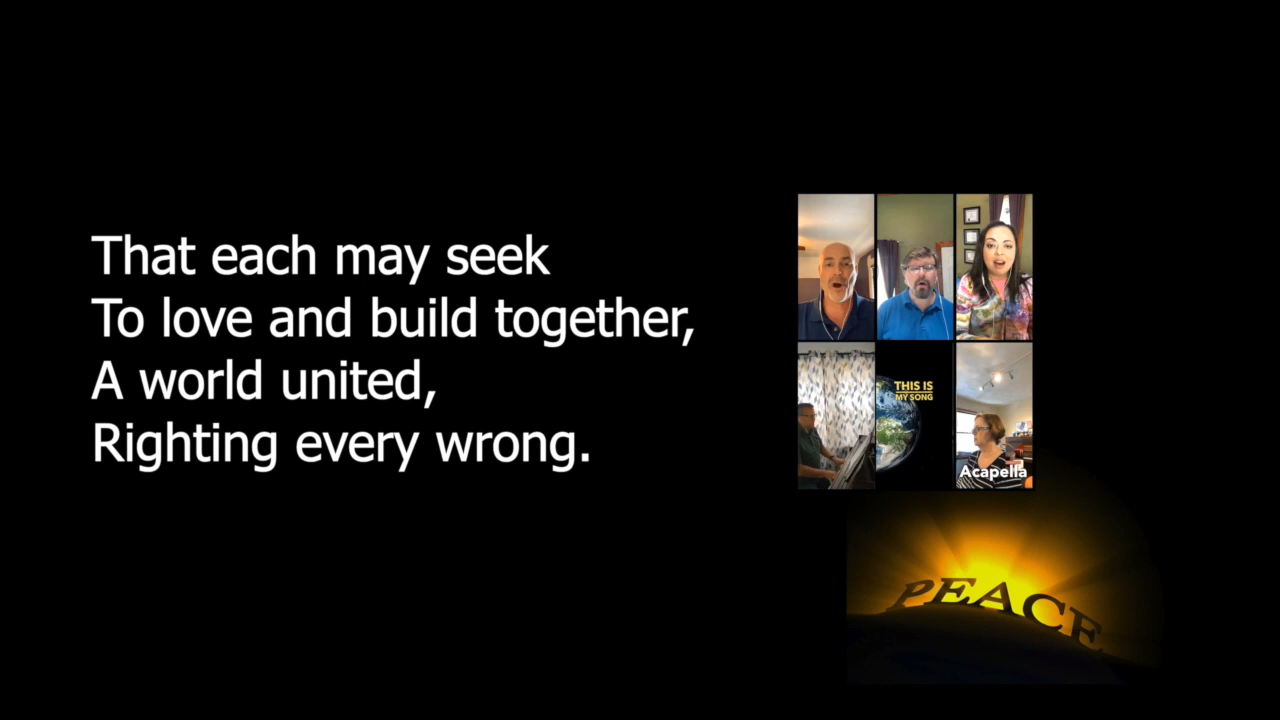 That each may seek
To love and build together,
A world united,
Righting every wrong.
THIS IS
MY SONG
Acapella
PEACE